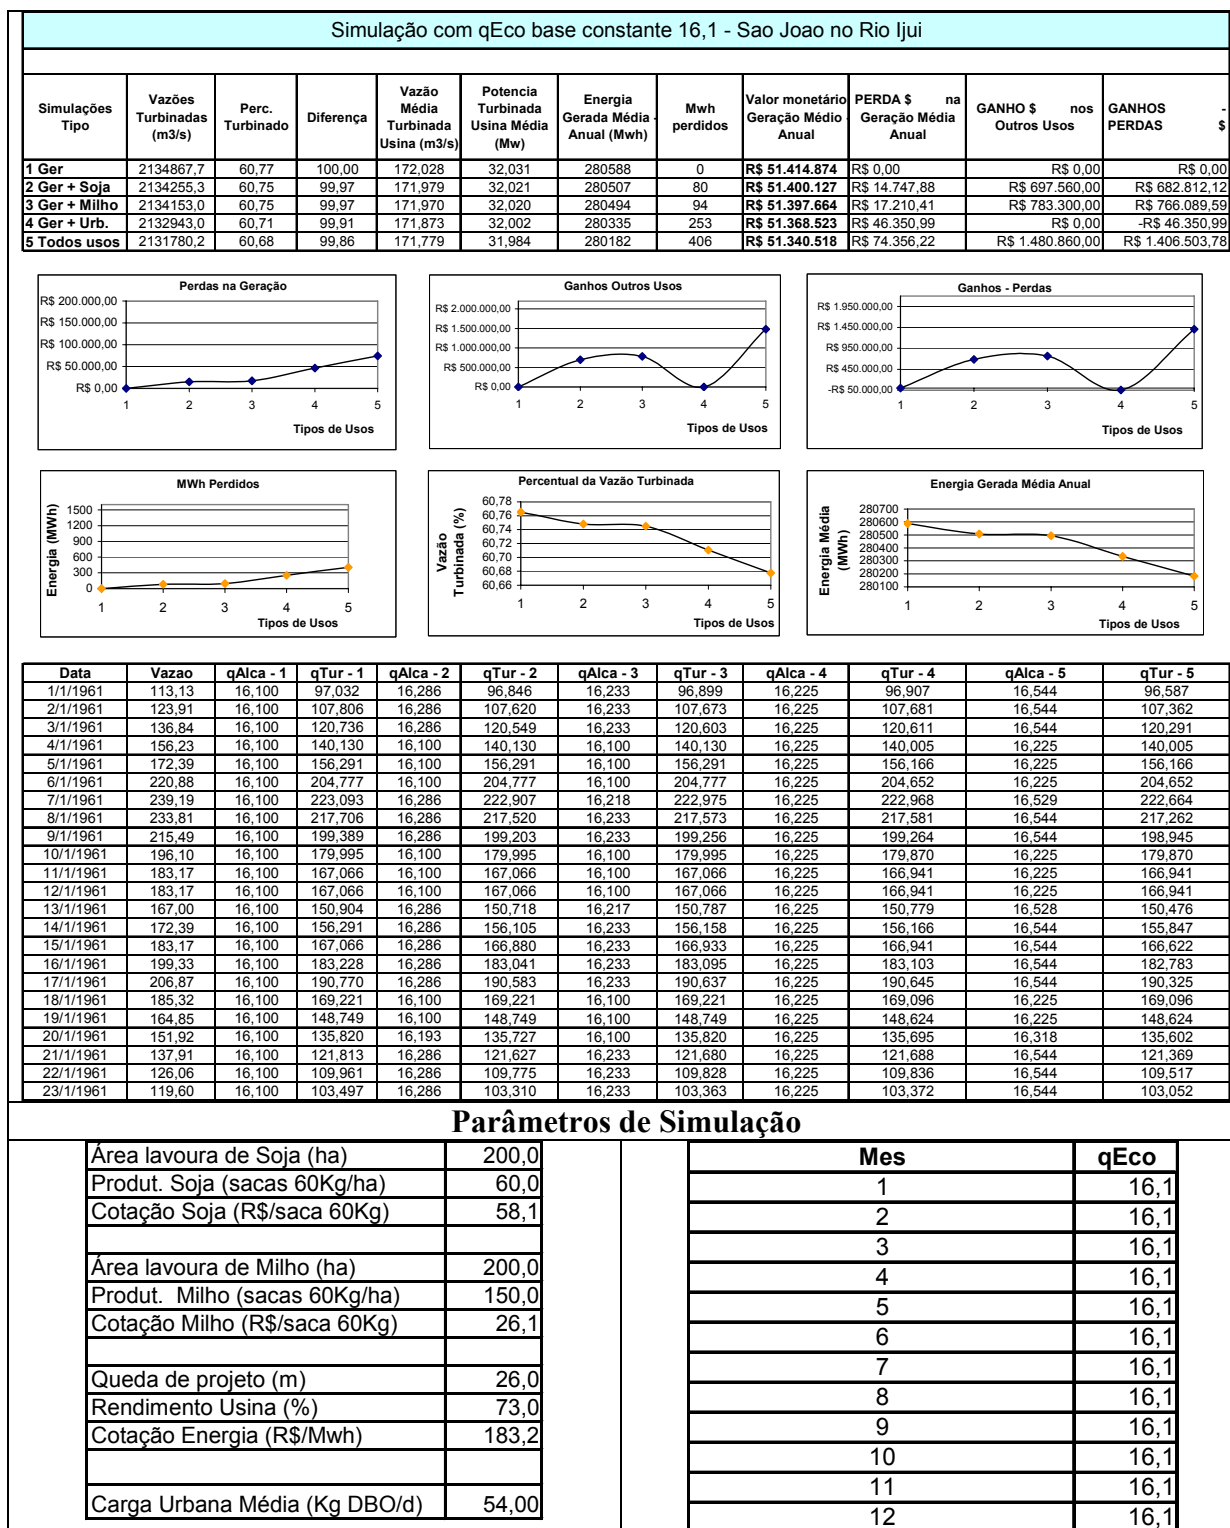 Simulação com qEco base constante 16,1 - Sao Joao no Rio Ijui
Simulações Tipo | Vazões Turbinadas (m3/s) | Perc. Turbinado | Diferença | Vazão Média Turbinada Usina (m3/s) | Potencia Turbinada Usina Média (Mw) | Energia Gerada Média - Anual (Mwh) | Mwh perdidos | Valor monetário Geração Médio - Anual | PERDA $ na Geração Média Anual | GANHO $ nos Outros Usos | GANHOS - PERDAS $
1 Ger | 2134867,7 | 60,77 | 100,00 | 172,028 | 32,031 | 280588 | 0 | R$ 51.414.874 | R$ 0,00 | R$ 0,00 | R$ 0,00
2 Ger + Soja | 2134255,3 | 60,75 | 99,97 | 171,979 | 32,021 | 280507 | 80 | R$ 51.400.127 | R$ 14.747,88 | R$ 697.560,00 | R$ 682.812,12
3 Ger + Milho | 2134153,0 | 60,75 | 99,97 | 171,970 | 32,020 | 280494 | 94 | R$ 51.397.664 | R$ 17.210,41 | R$ 783.300,00 | R$ 766.089,59
4 Ger + Urb. | 2132943,0 | 60,71 | 99,91 | 171,873 | 32,002 | 280335 | 253 | R$ 51.368.523 | R$ 46.350,99 | R$ 0,00 | -R$ 46.350,99
5 Todos usos | 2131780,2 | 60,68 | 99,86 | 171,779 | 31,984 | 280182 | 406 | R$ 51.340.518 | R$ 74.356,22 | R$ 1.480.860,00 | R$ 1.406.503,78
Perdas na Geração
R$ 200.000,00
R$ 150.000,00
R$ 100.000,00
R$ 50.000,00
R$ 0,00
1 2 3 4 5
Tipos de Usos
Ganhos Outros Usos
R$ 2.000.000,00
R$ 1.500.000,00
R$ 1.000.000,00
R$ 500.000,00
R$ 0,00
1 2 3 4 5
Tipos de Usos
Ganhos - Perdas
R$ 1.950.000,00
R$ 1.450.000,00
R$ 950.000,00
R$ 450.000,00
-R$ 50.000,00
1 2 3 4 5
Tipos de Usos
MWh Perdidos
Energia (MWh)
1500
1200
900
600
300
0
1 2 3 4 5
Tipos de Usos
Percentual da Vazão Turbinada
Vazão Turbinada (%)
60,78
60,76
60,74
60,72
60,70
60,68
60,66
1 2 3 4 5
Tipos de Usos
Energia Gerada Média Anual
Energia Média (MWh)
280700
280600
280500
280400
280300
280200
280100
1 2 3 4 5
Tipos de Usos
Data | Vazao | qAlca - 1 | qTur - 1 | qAlca - 2 | qTur - 2 | qAlca - 3 | qTur - 3 | qAlca - 4 | qTur - 4 | qAlca - 5 | qTur - 5
1/1/1961 | 113,13 | 16,100 | 97,032 | 16,286 | 96,846 | 16,233 | 96,899 | 16,225 | 96,907 | 16,544 | 96,587
2/1/1961 | 123,91 | 16,100 | 107,806 | 16,286 | 107,620 | 16,233 | 107,673 | 16,225 | 107,681 | 16,544 | 107,362
3/1/1961 | 136,84 | 16,100 | 120,736 | 16,286 | 120,549 | 16,233 | 120,603 | 16,225 | 120,611 | 16,544 | 120,291
4/1/1961 | 156,23 | 16,100 | 140,130 | 16,100 | 140,130 | 16,100 | 140,130 | 16,225 | 140,005 | 16,225 | 140,005
5/1/1961 | 172,39 | 16,100 | 156,291 | 16,100 | 156,291 | 16,100 | 156,291 | 16,225 | 156,166 | 16,225 | 156,166
6/1/1961 | 220,88 | 16,100 | 204,777 | 16,100 | 204,777 | 16,100 | 204,777 | 16,225 | 204,652 | 16,225 | 204,652
7/1/1961 | 239,19 | 16,100 | 223,093 | 16,286 | 222,907 | 16,218 | 222,975 | 16,225 | 222,968 | 16,529 | 222,664
8/1/1961 | 233,81 | 16,100 | 217,706 | 16,286 | 217,520 | 16,233 | 217,573 | 16,225 | 217,581 | 16,544 | 217,262
9/1/1961 | 215,49 | 16,100 | 199,389 | 16,286 | 199,203 | 16,233 | 199,256 | 16,225 | 199,264 | 16,544 | 198,945
10/1/1961 | 196,10 | 16,100 | 179,995 | 16,100 | 179,995 | 16,100 | 179,995 | 16,225 | 179,870 | 16,225 | 179,870
11/1/1961 | 183,17 | 16,100 | 167,066 | 16,100 | 167,066 | 16,100 | 167,066 | 16,225 | 166,941 | 16,225 | 166,941
12/1/1961 | 183,17 | 16,100 | 167,066 | 16,100 | 167,066 | 16,100 | 167,066 | 16,225 | 166,941 | 16,225 | 166,941
13/1/1961 | 167,00 | 16,100 | 150,904 | 16,286 | 150,718 | 16,217 | 150,787 | 16,225 | 150,779 | 16,528 | 150,476
14/1/1961 | 172,39 | 16,100 | 156,291 | 16,286 | 156,105 | 16,233 | 156,158 | 16,225 | 156,166 | 16,544 | 155,847
15/1/1961 | 183,17 | 16,100 | 167,066 | 16,286 | 166,880 | 16,233 | 166,933 | 16,225 | 166,941 | 16,544 | 166,622
16/1/1961 | 199,33 | 16,100 | 183,228 | 16,286 | 183,041 | 16,233 | 183,095 | 16,225 | 183,103 | 16,544 | 182,783
17/1/1961 | 206,87 | 16,100 | 190,770 | 16,286 | 190,583 | 16,233 | 190,637 | 16,225 | 190,645 | 16,544 | 190,325
18/1/1961 | 185,32 | 16,100 | 169,221 | 16,100 | 169,221 | 16,100 | 169,221 | 16,225 | 169,096 | 16,225 | 169,096
19/1/1961 | 164,85 | 16,100 | 148,749 | 16,100 | 148,749 | 16,100 | 148,749 | 16,225 | 148,624 | 16,225 | 148,624
20/1/1961 | 151,92 | 16,100 | 135,820 | 16,193 | 135,727 | 16,100 | 135,820 | 16,225 | 135,695 | 16,318 | 135,602
21/1/1961 | 137,91 | 16,100 | 121,813 | 16,286 | 121,627 | 16,233 | 121,680 | 16,225 | 121,688 | 16,544 | 121,369
22/1/1961 | 126,06 | 16,100 | 109,961 | 16,286 | 109,775 | 16,233 | 109,828 | 16,225 | 109,836 | 16,544 | 109,517
23/1/1961 | 119,60 | 16,100 | 103,497 | 16,286 | 103,310 | 16,233 | 103,363 | 16,225 | 103,372 | 16,544 | 103,052
Parâmetros de Simulação
Área lavoura de Soja (ha) | 200,0
Produt. Soja (sacas 60Kg/ha) | 60,0
Cotação Soja (R$/saca 60Kg) | 58,1
Área lavoura de Milho (ha) | 200,0
Produt. Milho (sacas 60Kg/ha) | 150,0
Cotação Milho (R$/saca 60Kg) | 26,1
Queda de projeto (m) | 26,0
Rendimento Usina (%) | 73,0
Cotação Energia (R$/Mwh) | 183,2
Carga Urbana Média (Kg DBO/d) | 54,00
Mes | qEco
1 | 16,1
2 | 16,1
3 | 16,1
4 | 16,1
5 | 16,1
6 | 16,1
7 | 16,1
8 | 16,1
9 | 16,1
10 | 16,1
11 | 16,1
12 | 16,1